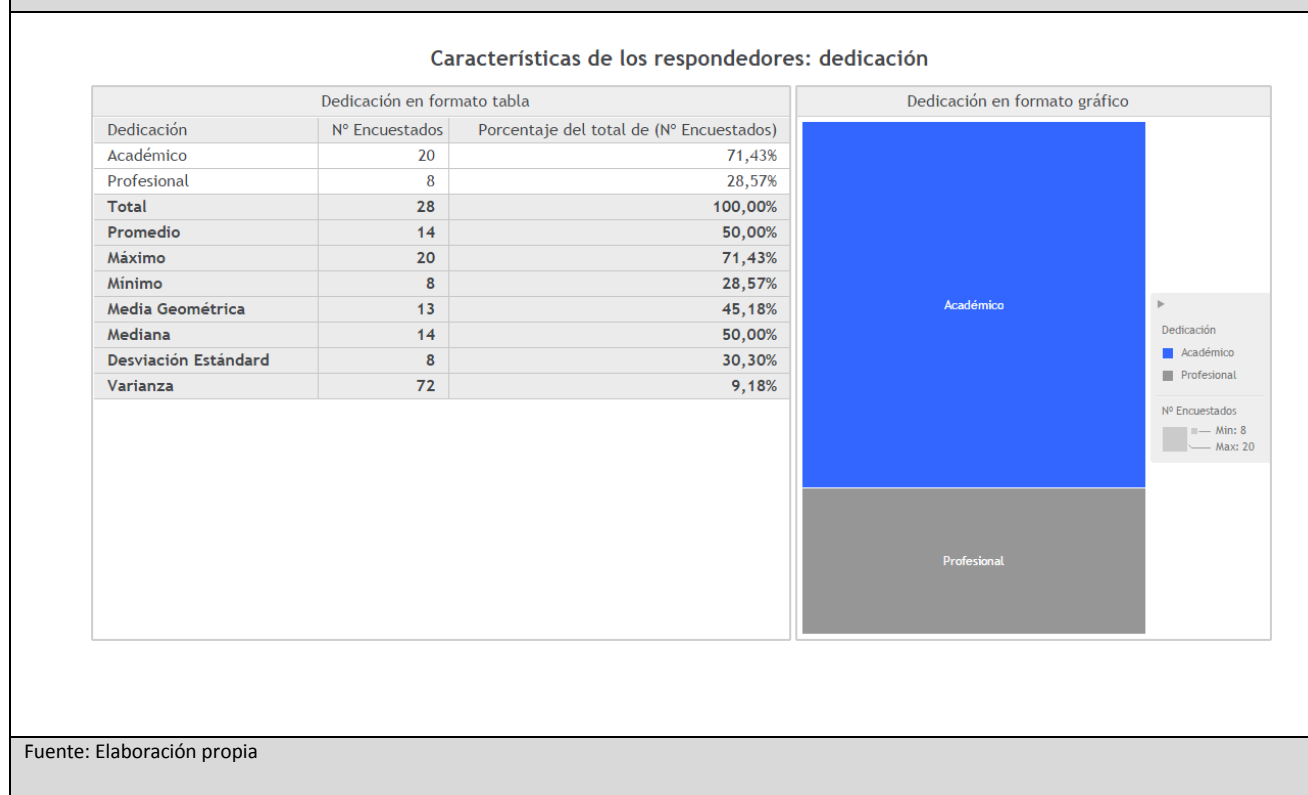 Características de los respondedores: dedicación
Dedicación en formato tabla
Dedicación Nº Encuestados Porcentaje del total de (Nº Encuestados)
Académico 20 71,43%
Profesional 8 28,57%
Total 28 100,00%
Promedio 14 50,00%
Máximo 20 71,43%
Mínimo 8 28,57%
Media Geométrica 13 45,18%
Mediana 14 50,00%
Desviación Estándard 8 30,30%
Varianza 72 9,18%
Dedicación en formato gráfico
Académico
Profesional
Dedicación
Académico
Profesional
Nº Encuestados
Min: 8
Max: 20
Fuente: Elaboración propia